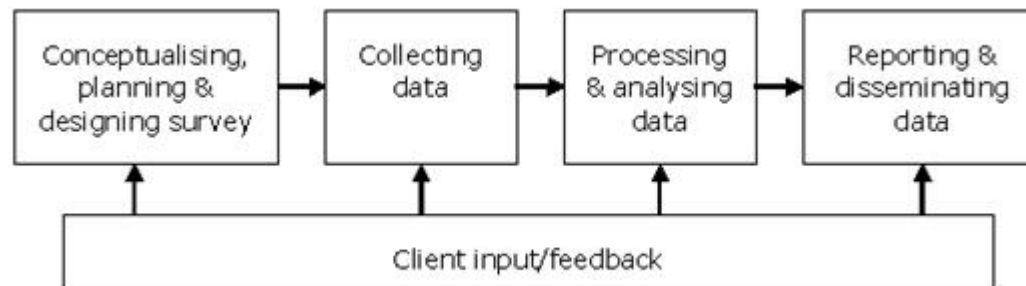 Conceptualising,
planning &
designing survey
Collecting
data
Processing
& analysing
data
Reporting &
disseminating
data
Client input/feedback